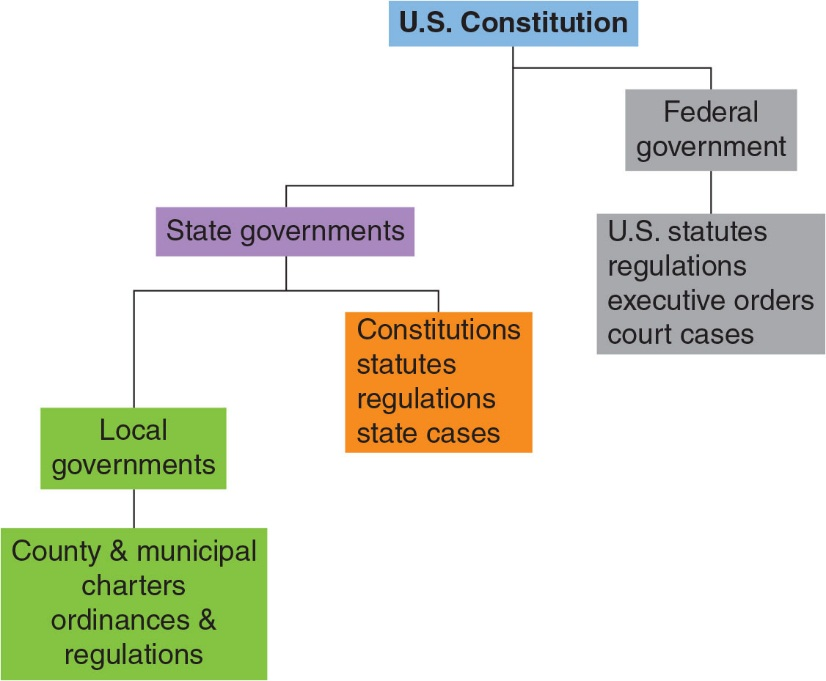 U.S. Constitution
Federal
government
State governments
U.S. statutes
regulations
executive orders
court cases
Constitutions
statutes
regulations
state cases
Local
governments
County & municipal
charters
ordinances &
regulations